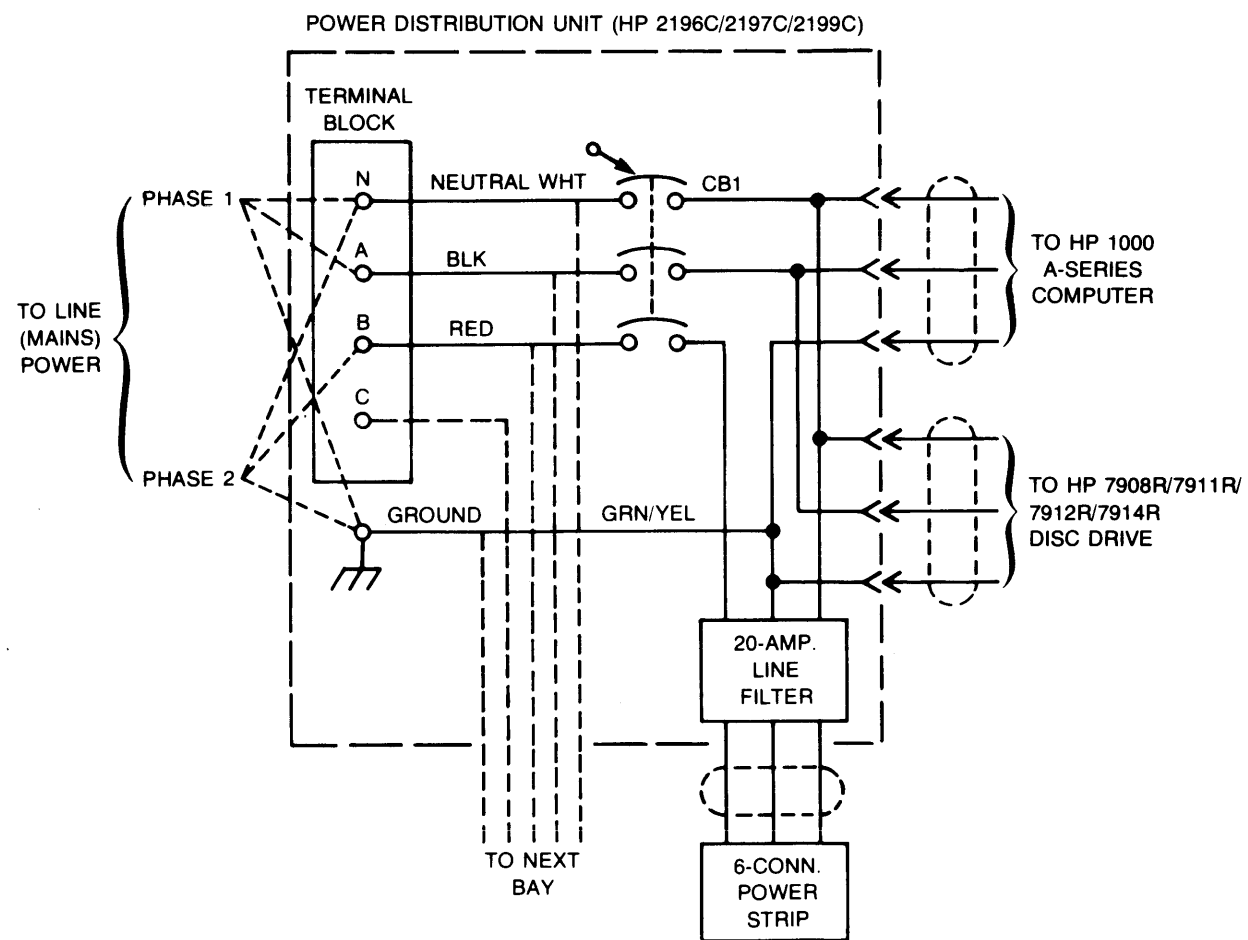 POWER DISTRIBUTION UNIT (HP 2196C/2197C/2199C)
TERMINAL
BLOCK
N
NEUTRAL WHT
CB1
PHASE 1
A
BLK
TO HP 1000
A-SERIES
COMPUTER
TO LINE
(MAINS)
POWER
B
RED
C
PHASE 2
GROUND
GRN/YEL
TO HP 7908R/7911R/
7912R/7914R
DISC DRIVE
20-AMP.
LINE
FILTER
TO NEXT
BAY
6-CONN.
POWER
STRIP